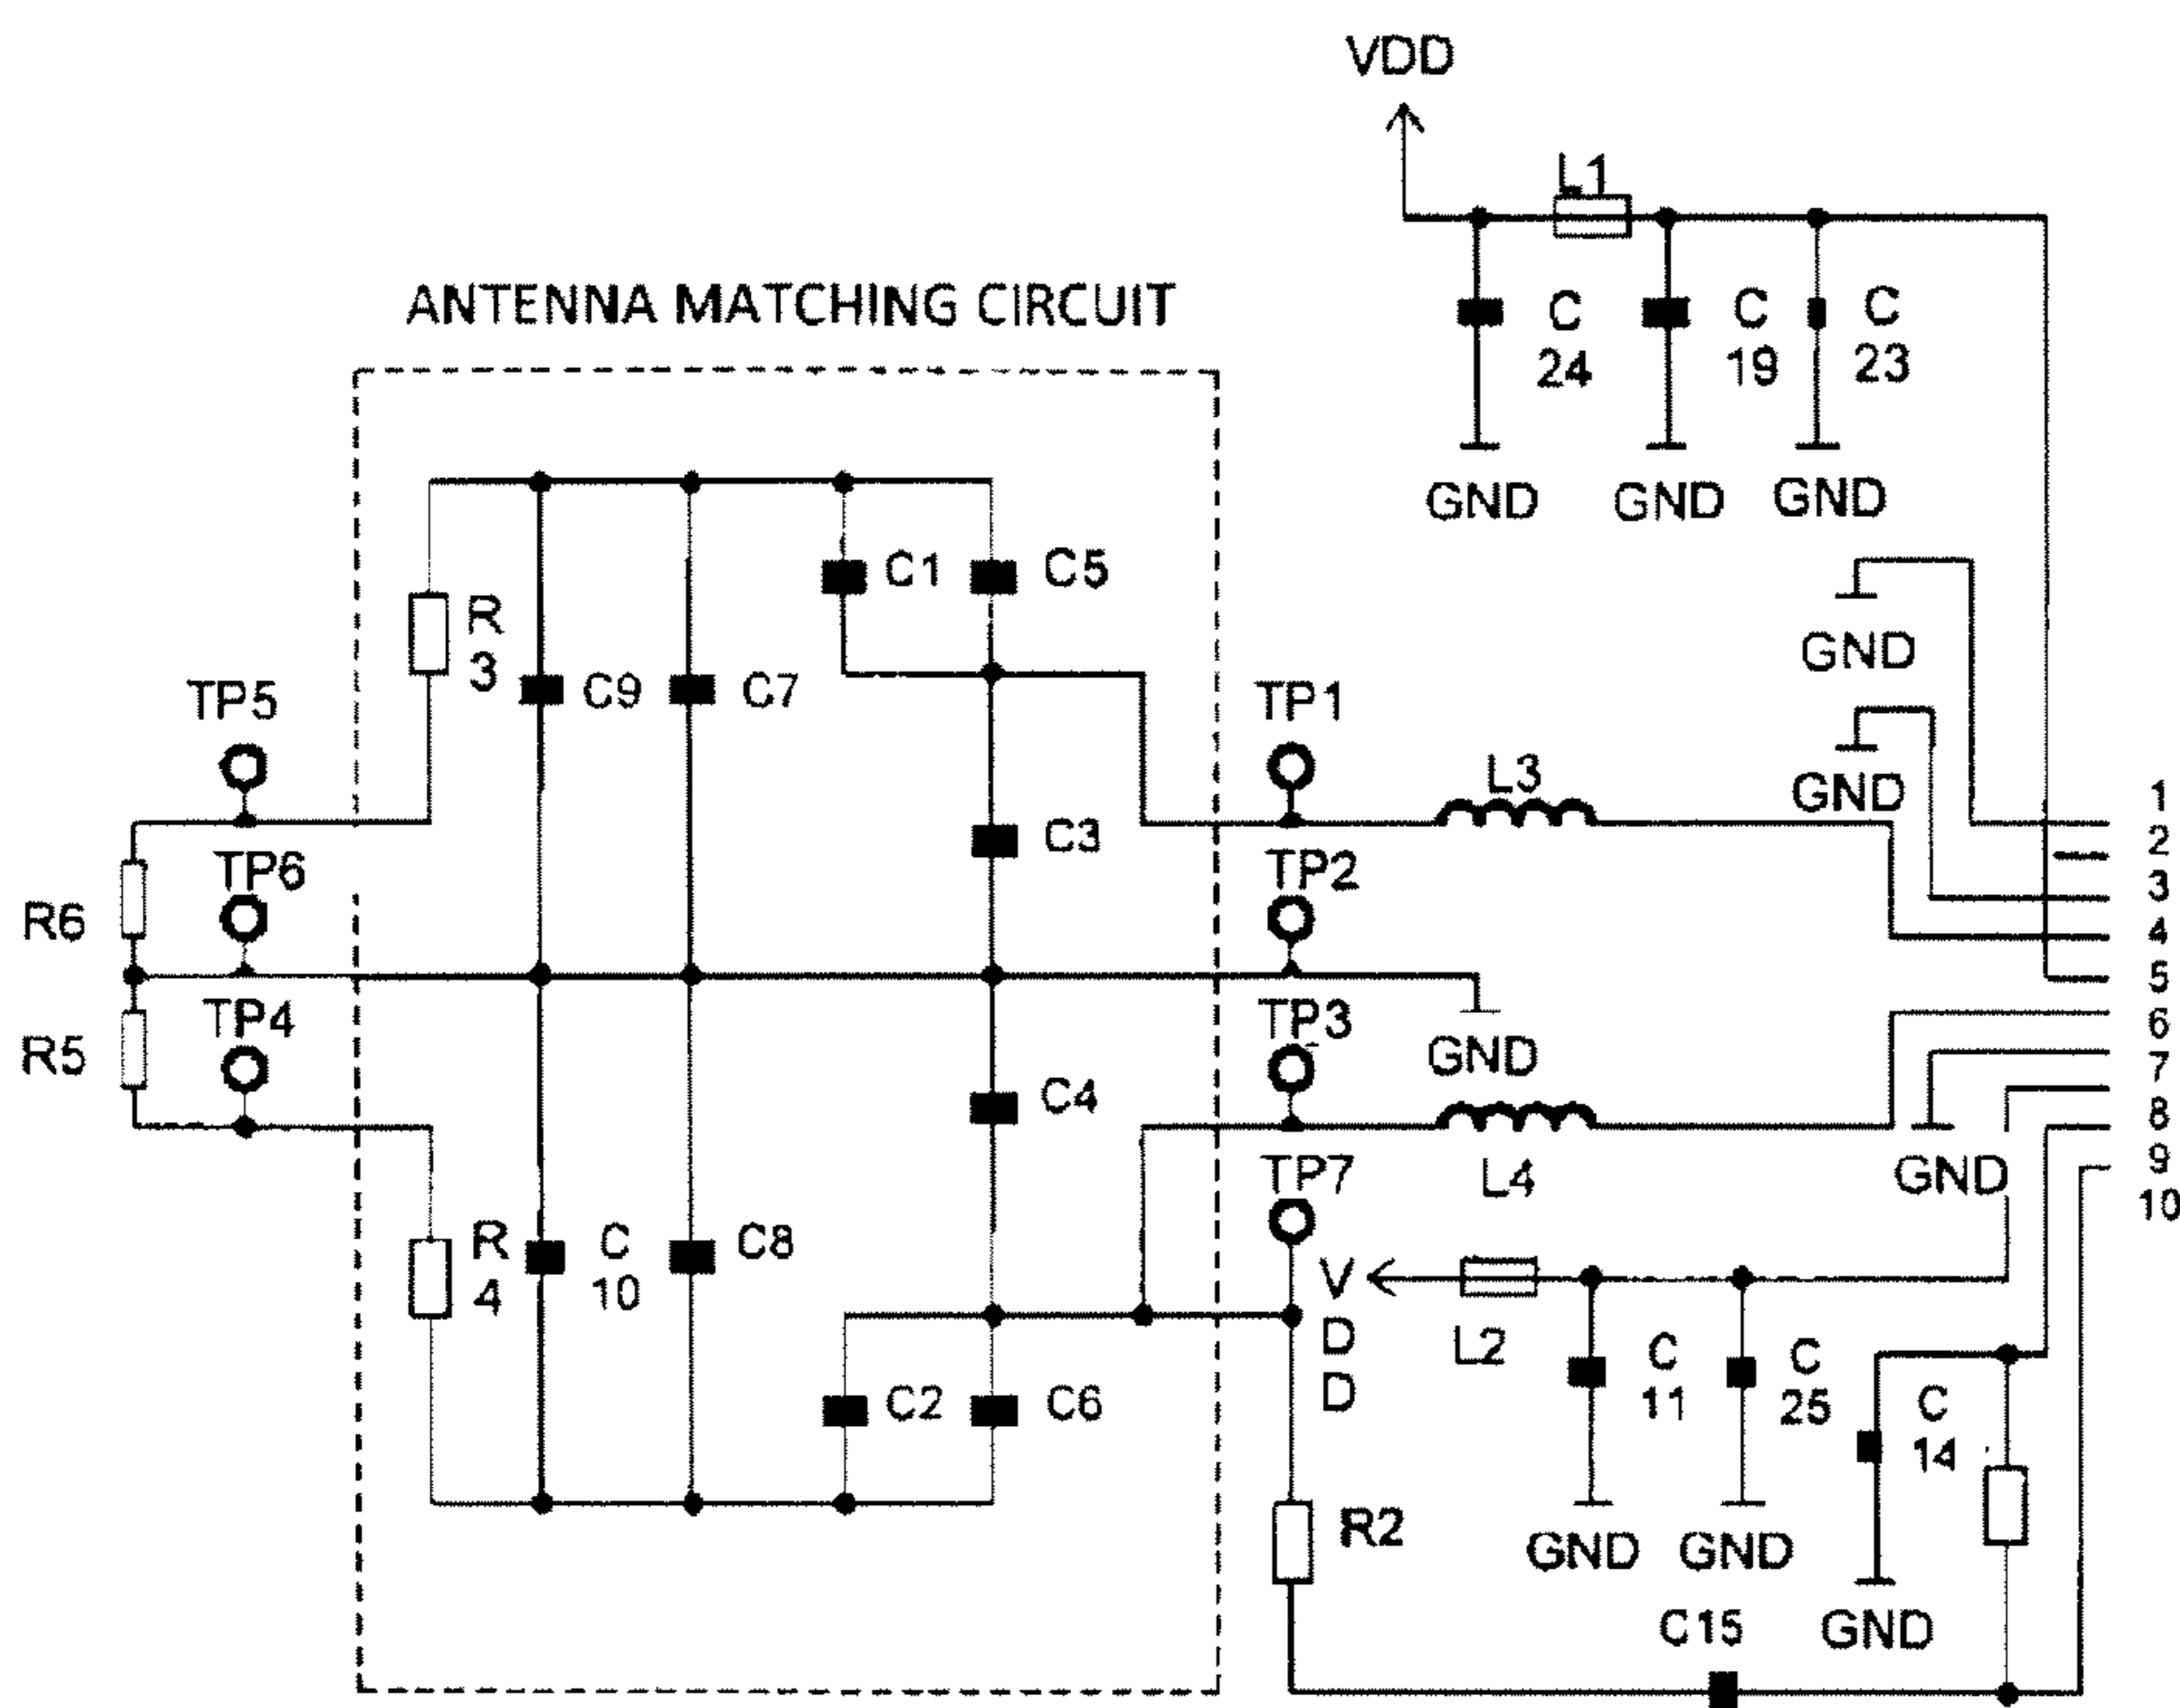 VDD
L1
C
24
C
19
C
23
GND
GND
GND
ANTENNA MATCHING CIRCUIT
C1
C5
R
3
C9
C7
TP5
TP1
L3
GND
GND
C3
TP6
TP2
R6
1
2
3
4
5
6
7
8
9
10
TP4
TP3
R5
GND
C4
TP7
L4
GND
R
4
C
10
C8
V
D
D
L2
C
11
C
25
C
14
C2
C6
R2
GND
GND
C15
GND